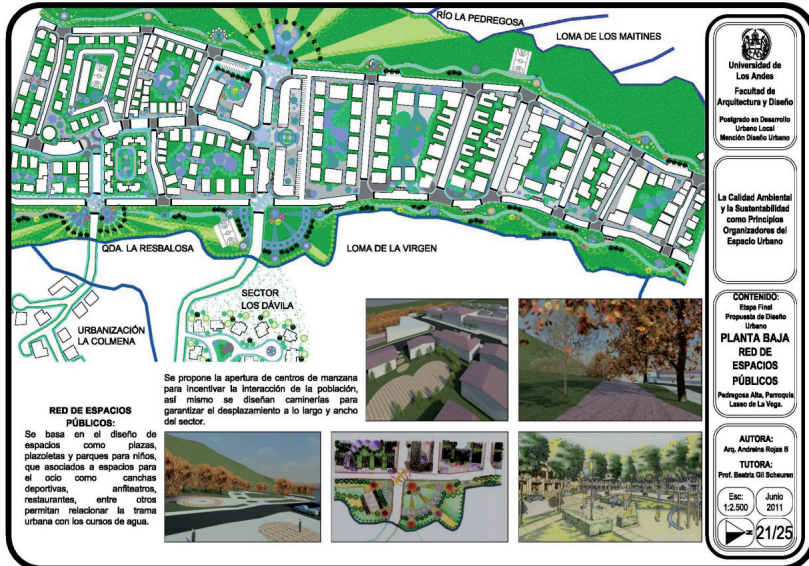 RÍO LA PEDREGOSA
LOMA DE LOS MAITINES
QDA. LA RESBALOSA
LOMA DE LA VIRGEN
SECTOR
LOS DÁVILA
URBANIZACIÓN
LA COLMENA
Se propone la apertura de centros de manzana
para incentivar la interacción de la población,
así mismo se diseñan caminerías para
garantizar el desplazamiento a lo largo y ancho
del sector.
RED DE ESPACIOS
PÚBLICOS:
Se basa en el diseño de
espacios como plazas,
plazoletas y parques para niños,
que asociados a espacios para
el ocio como canchas
deportivas, anfiteatros,
restaurantes, entre otros
permitan relacionar la trama
urbana con los cursos de agua.
Universidad de
Los Andes
Facultad de
Arquitectura y Diseño
Postgrado en Desarrollo
Urbano Local
Mención Diseño Urbano
La Calidad Ambiental
y la Sustentabilidad
como Principios
Organizadores del
Espacio Urbano
CONTENIDO:
Etapa Final
Propuesta de Diseño
Urbano
PLANTA BAJA
RED DE
ESPACIOS
PÚBLICOS
Pedregosa Alta, Parroquia
Lasso de La Vega.
AUTORA:
Arq. Andreina Rojas B
TUTORA:
Prof. Beatriz Gil Scheuren
Esc:
1:2.500
Junio
2011
N
21/25